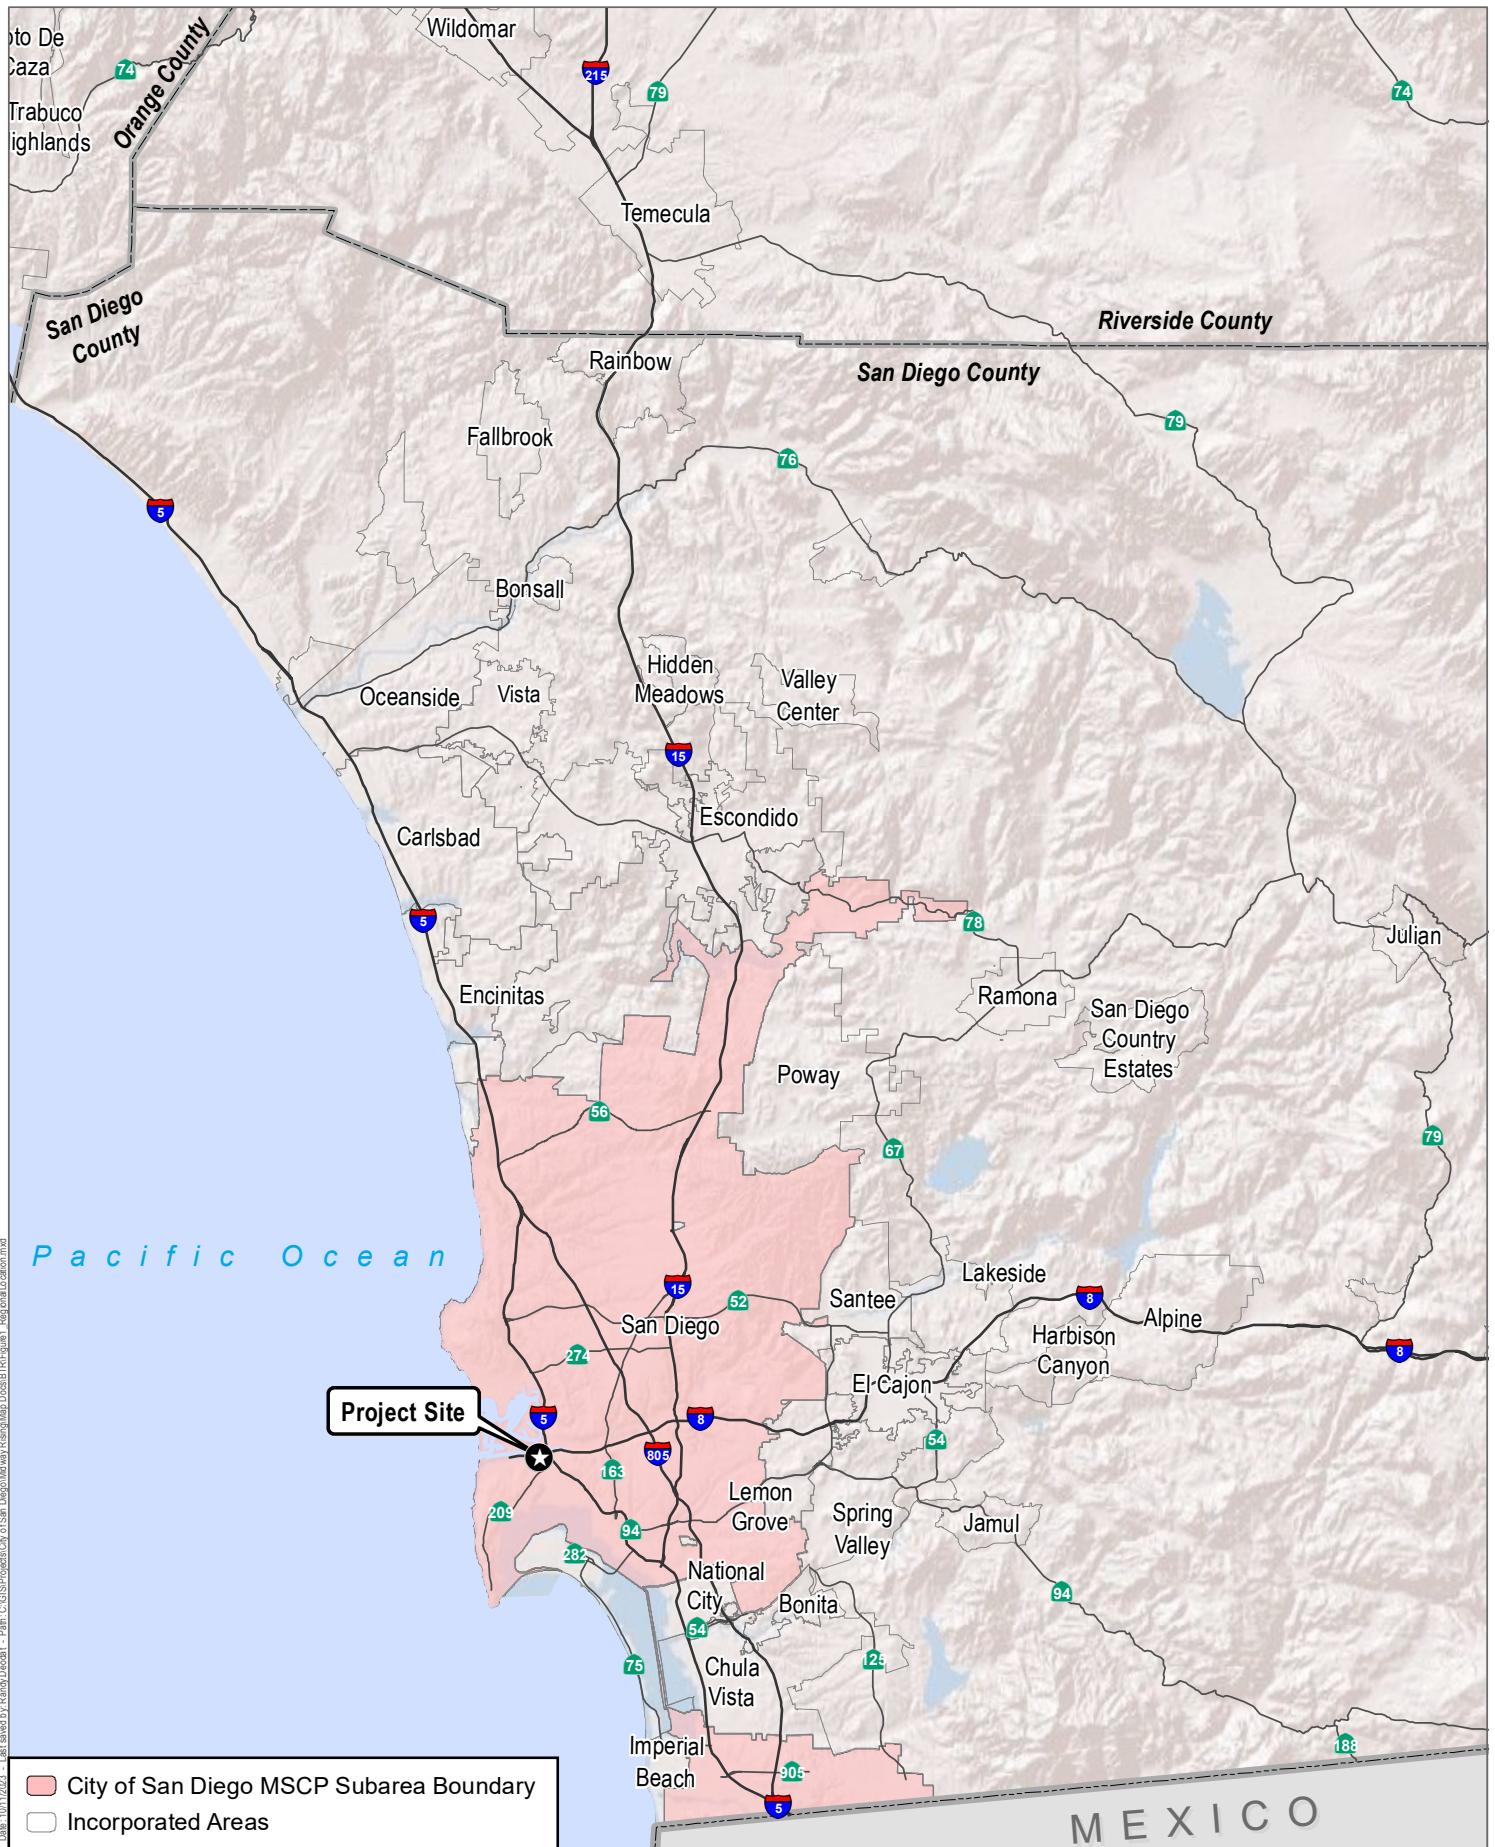 Wildomar
oto De
Caza
74
Orange County
215
79
74
Trabuco
ighlands
Temecula
San Diego
County
Riverside County
Rainbow
San Diego County
79
Fallbrook
76
5
Bonsall
Hidden
Meadows
Valley
Center
Oceanside
Vista
15
Escondido
Carlsbad
5
78
Julian
Encinitas
Ramona
San Diego
Country
Estates
Poway
56
79
67
Pacific Ocean
Lakeside
15
52
Santee
8
Alpine
San Diego
Harbison
Canyon
8
274
El Cajon
Project Site
5
8
54
805
163
Lemon
Grove
209
Spring
Valley
Jamul
94
282
National
City
Bonita
94
54
125
75
Chula
Vista
Imperial
Beach
188
905
5
MEXICO
City of San Diego MSCP Subarea Boundary
Incorporated Areas